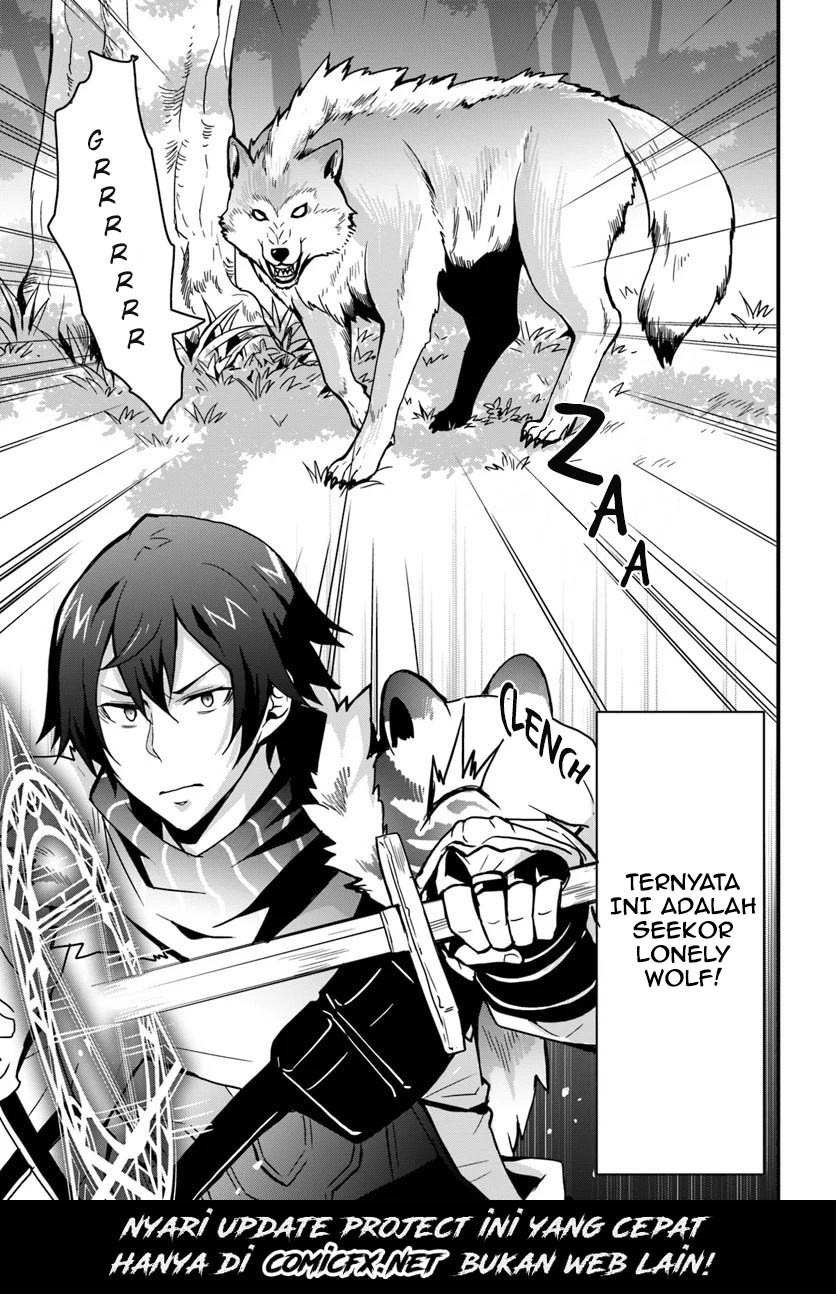 GRRRRRR
ZAA
CLENCH
TERNYATA
INI ADALAH
SEEKOR
LONELY
WOLF!
NYARI UPDATE PROJECT INI YANG CEPAT
HANYA DI COMICFX.NET BUKAN WEB LAIN!